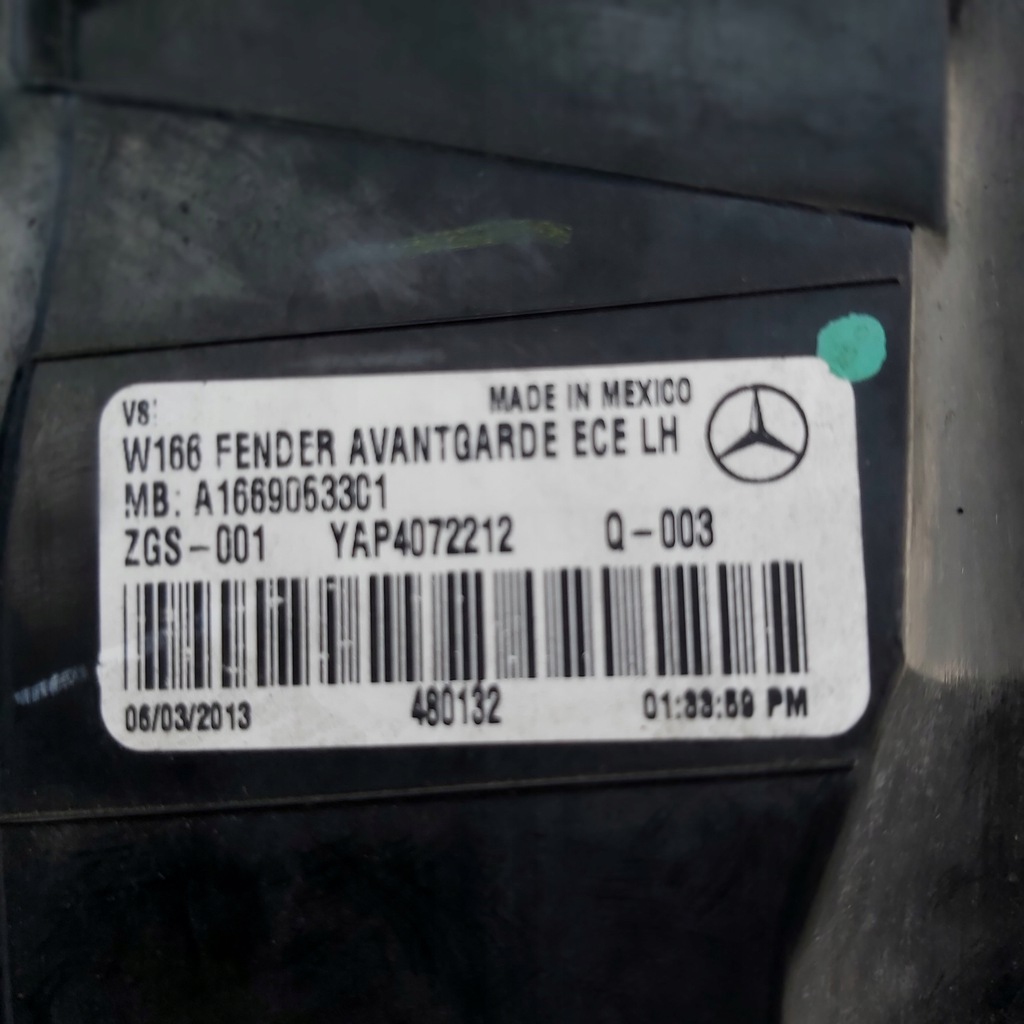 V8:
MADE IN MEXICO
W166 FENDER AVANTGARDE ECE LH
MB: A1669063301
ZGS-001 YAP4072212 Q-003
06/03/2013 480132 01:33:59 PM